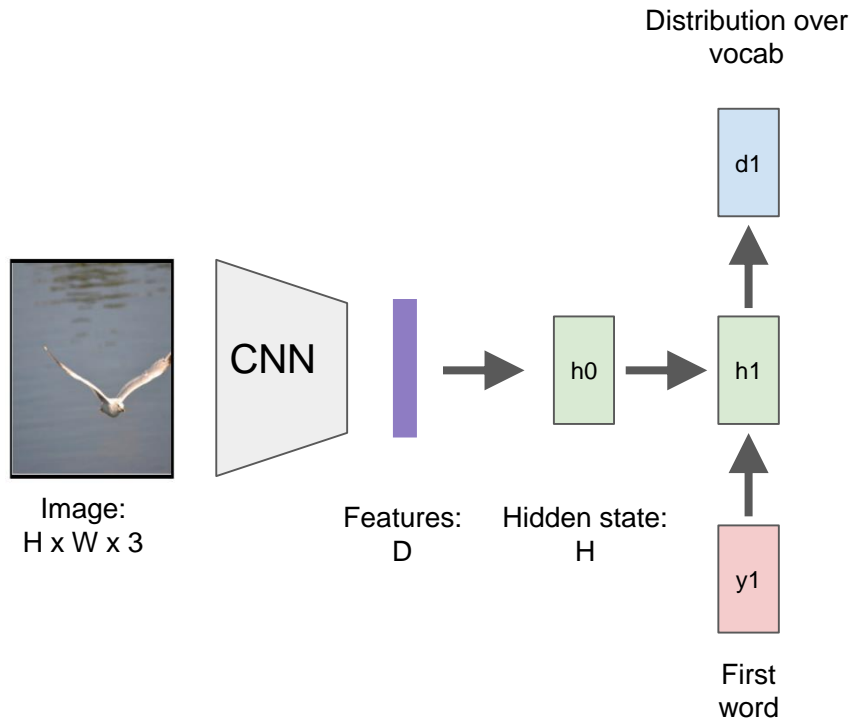 Distribution over
vocab
d1
CNN
h0
h1
Image:
H x W x 3
Features:
D
Hidden state:
H
y1
First
word